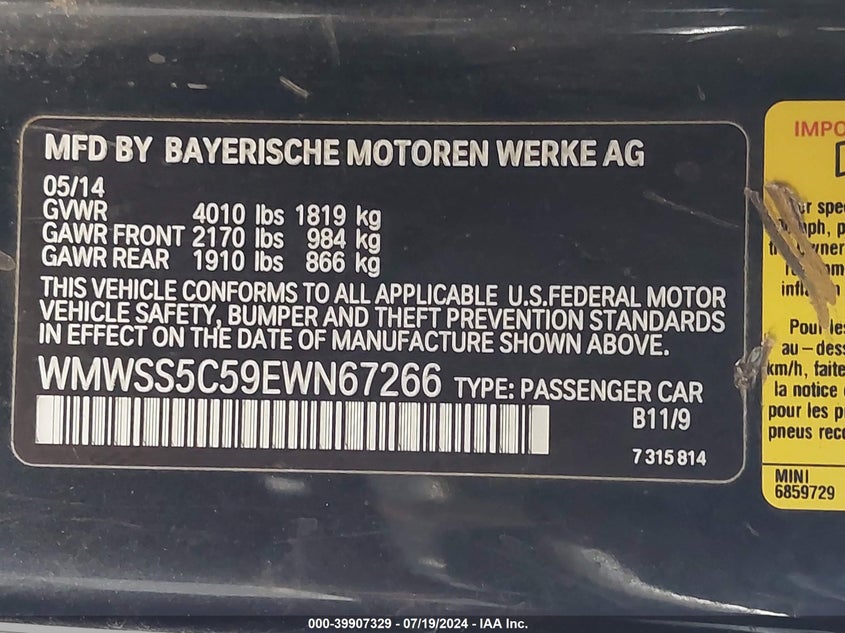 MFD BY BAYERISCHE MOTOREN WERKE AG
05/14
GVWR 4010 lbs 1819 kg
GAWR FRONT 2170 lbs 984 kg
GAWR REAR 1910 lbs 866 kg
THIS VEHICLE CONFORMS TO ALL APPLICABLE U.S.FEDERAL MOTOR
VEHICLE SAFETY, BUMPER AND THEFT PREVENTION STANDARDS
IN EFFECT ON THE DATE OF MANUFACTURE SHOWN ABOVE.
WMWSS5C59EWN67266 TYPE: PASSENGER CAR
B11/9
7 315 814
spe
p
Pour les
au – dess
km/h, faite
la notice
pour les p
pneus reco
MINI
6859729
000-39907329 - 07/19/2024 - IAA Inc.